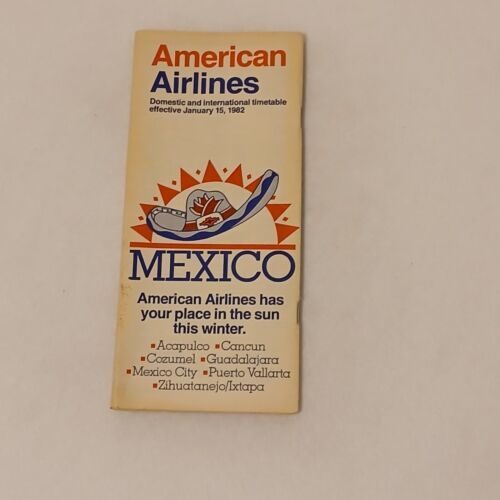 American
Airlines
Domestic and international timetable
effective January 15, 1982
MEXICO
American Airlines has
your place in the sun
this winter.
▪Acapulco ▪Cancun
▪Cozumel ▪Guadalajara
▪Mexico City ▪Puerto Vallarta
▪Zihuatanejo/Ixtapa